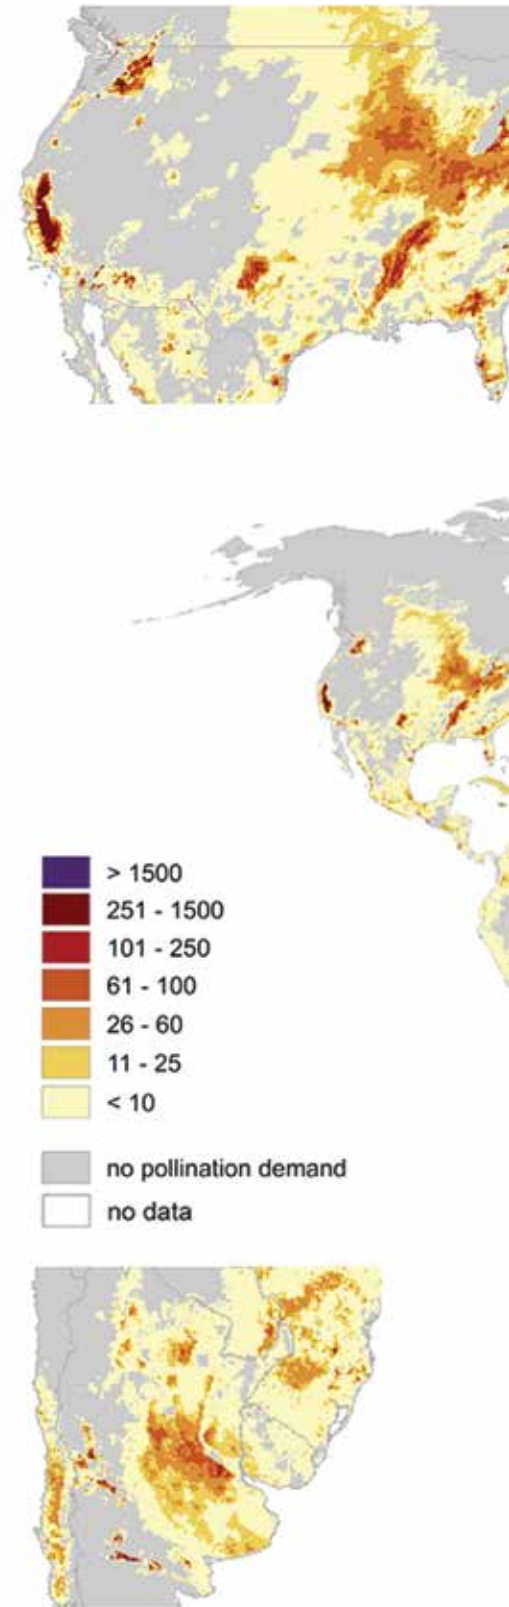 > 1500
251 - 1500
101 - 250
61 - 100
26 - 60
11 - 25
< 10
no pollination demand
no data